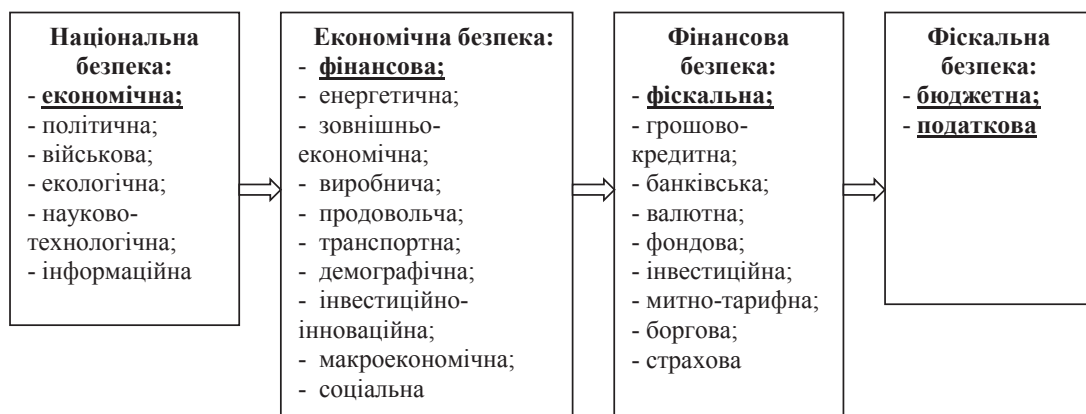 Національна
безпека:
- економічна;
- політична;
- військова;
- екологічна;
- науково-
технологічна;
- інформаційна
Економічна безпека:
- фінансова;
- енергетична;
- зовнішньо-
економічна;
- виробнича;
- продовольча;
- транспортна;
- демографічна;
- інвестиційно-
інноваційна;
- макроекономічна;
- соціальна
Фінансова
безпека:
- фіскальна;
- грошово-
кредитна;
- банківська;
- валютна;
- фондова;
- інвестиційна;
- митно-тарифна;
- боргова;
- страхова
Фіскальна
безпека:
- бюджетна;
- податкова